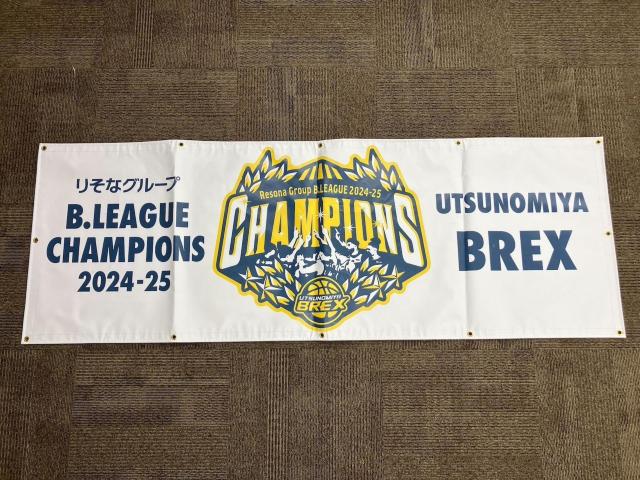 りそなグループ
B.LEAGUE
CHAMPIONS
2024-25
Resona Group B.LEAGUE 2024-25
CHAMPIONS
UTSUNOMIYA
BREX
UTSUNOMIYA
BREX